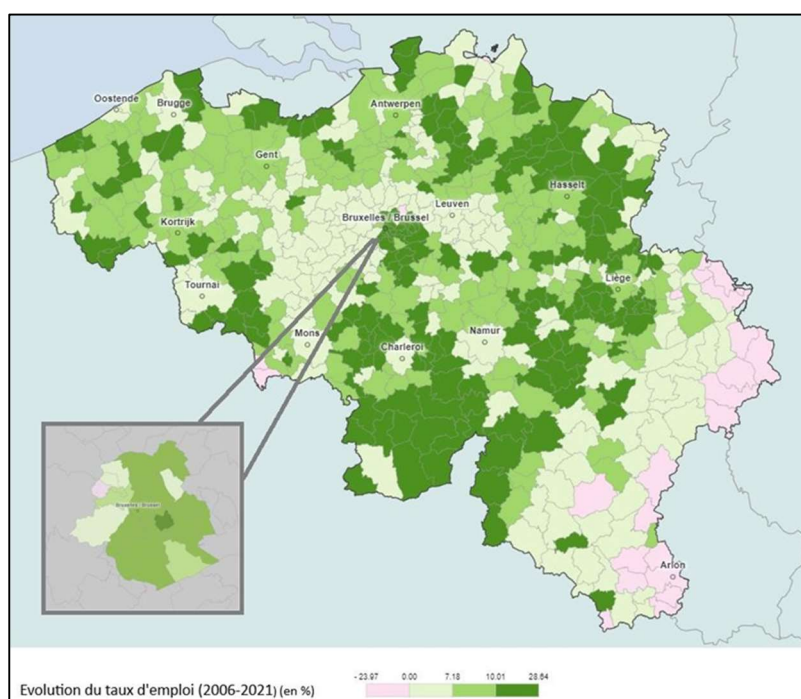 Oostende
Brugge
Antwerpen
Gent
Hasselt
Leuven
Bruxelles / Brussel
Kortrijk
Liège
Tournai
Mons
Namur
Charleroi
Bruxelles / Brussel
Arlon
- 23.97 0.00 7.18 10.01 28.64
Evolution du taux d'emploi (2006-2021) (en %)